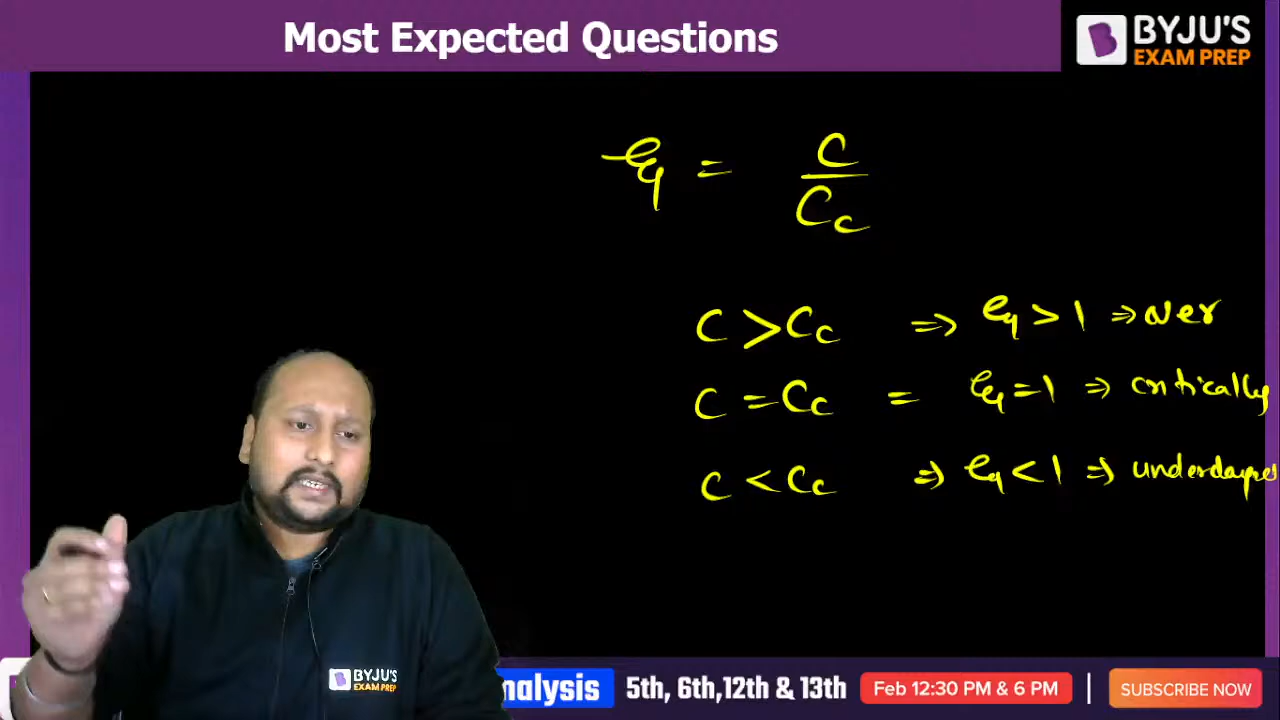 Most Expected Questions
BYJU'S
EXAM PREP
ξ = C / Cc
C > Cc ⇒ ξ > 1 ⇒ over
C = Cc = ξ = 1 ⇒ critically
C < Cc ⇒ ξ < 1 ⇒ underdamped
BYJU'S
EXAM PREP
nalysis
5th, 6th,12th & 13th
Feb 12:30 PM & 6 PM
SUBSCRIBE NOW